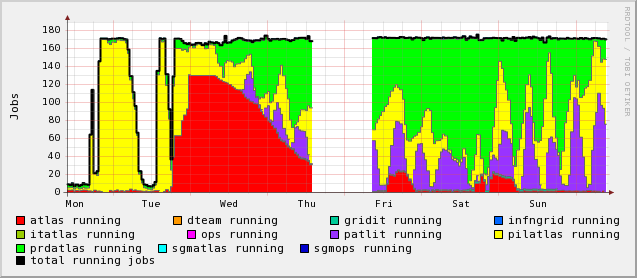 180
160
140
120
100
80
60
40
20
0
Jobs
Mon Tue Wed Thu Fri Sat Sun
RRDTOOL / TOBI OETIKER
atlas running dteam running gridit running infngrid running
itatlas running ops running patlit running pilatlas running
prdatlas running sgmatlas running sgmops running
total running jobs